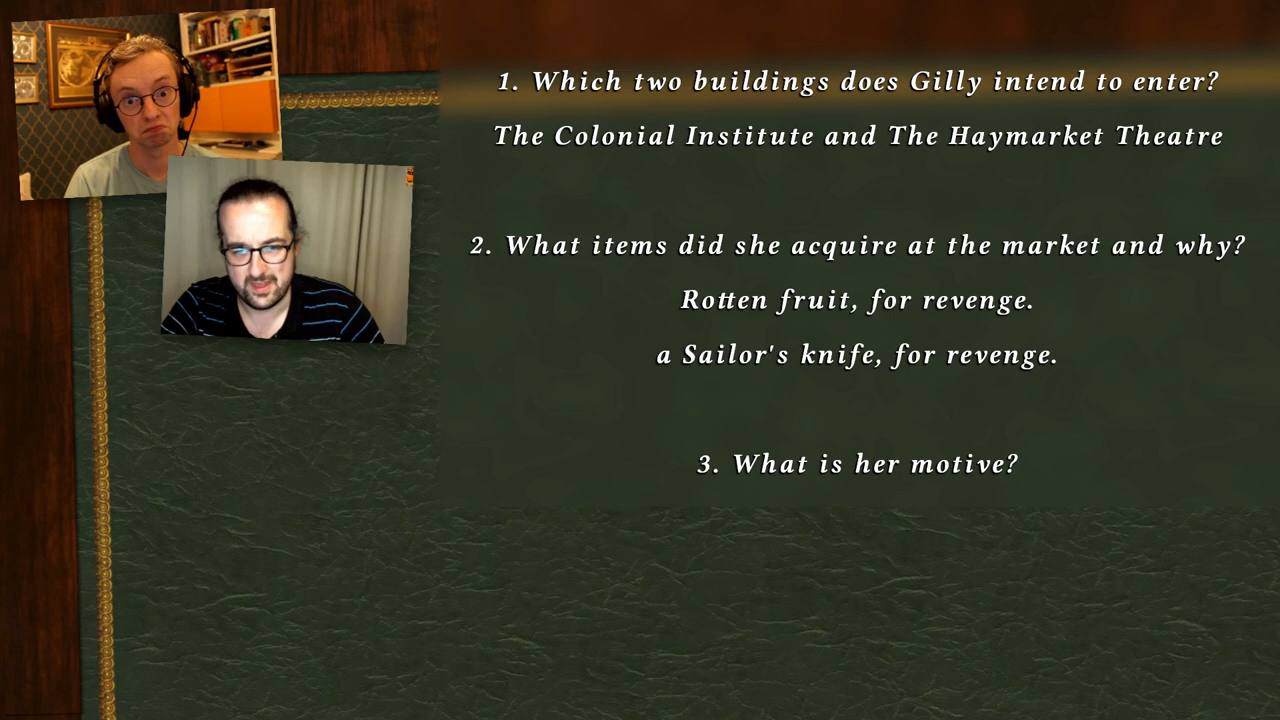 1. Which two buildings does Gilly intend to enter?
The Colonial Institute and The Haymarket Theatre
2. What items did she acquire at the market and why?
Rotten fruit, for revenge.
a Sailor's knife, for revenge.
3. What is her motive?